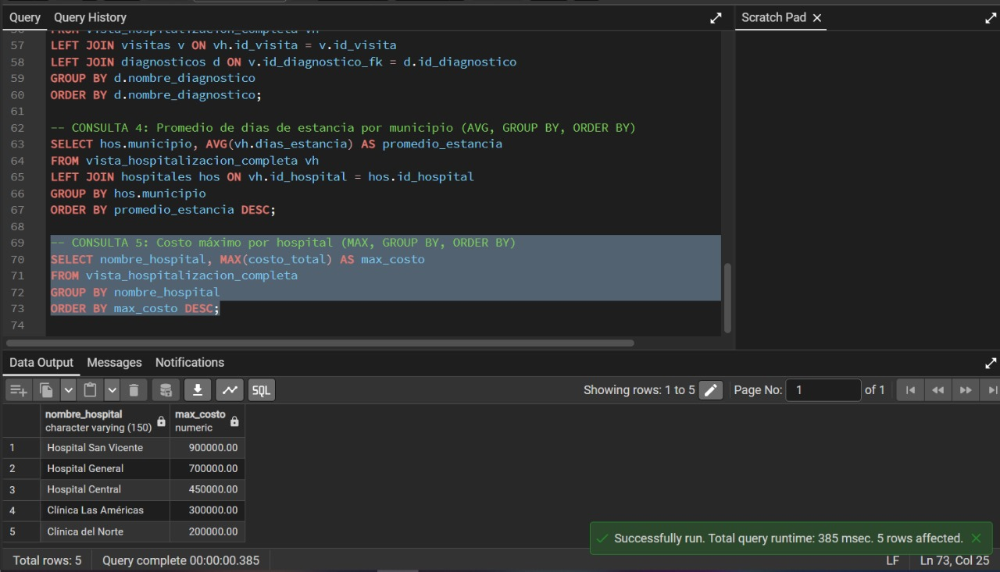 Query Query History
Scratch Pad
56 FROM vista_hospitalizacion_completa vh
57 LEFT JOIN visitas v ON vh.id_visita = v.id_visita
58 LEFT JOIN diagnosticos d ON v.id_diagnostico_fk = d.id_diagnostico
59 GROUP BY d.nombre_diagnostico
60 ORDER BY d.nombre_diagnostico;
61
62 -- CONSULTA 4: Promedio de dias de estancia por municipio (AVG, GROUP BY, ORDER BY)
63 SELECT hos.municipio, AVG(vh.dias_estancia) AS promedio_estancia
64 FROM vista_hospitalizacion_completa vh
65 LEFT JOIN hospitales hos ON vh.id_hospital = hos.id_hospital
66 GROUP BY hos.municipio
67 ORDER BY promedio_estancia DESC;
68
69 -- CONSULTA 5: Costo máximo por hospital (MAX, GROUP BY, ORDER BY)
70 SELECT nombre_hospital, MAX(costo_total) AS max_costo
71 FROM vista_hospitalizacion_completa
72 GROUP BY nombre_hospital
73 ORDER BY max_costo DESC;
74
Data Output Messages Notifications
SQL Showing rows: 1 to 5 Page No: 1 of 1
nombre_hospital max_costo
character varying (150) numeric
1 Hospital San Vicente 900000.00
2 Hospital General 700000.00
3 Hospital Central 450000.00
4 Clínica Las Américas 300000.00
5 Clínica del Norte 200000.00
Successfully run. Total query runtime: 385 msec. 5 rows affected.
Total rows: 5 Query complete 00:00:00.385 LF Ln 73, Col 25